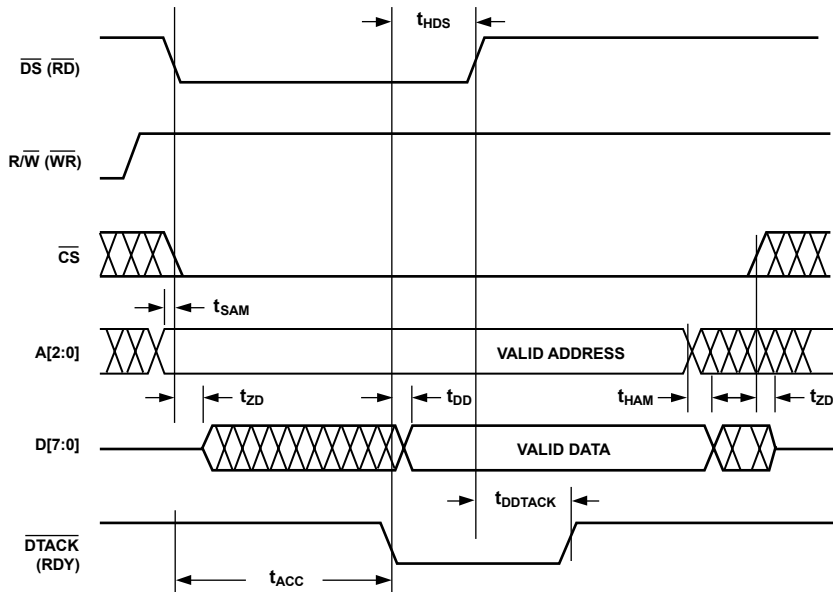 tHDS
DS (RD)
R/W (WR)
CS
tSAM
A[2:0]
VALID ADDRESS
tZD
tDD
tHAM
tZD
D[7:0]
VALID DATA
tDDTACK
DTACK
(RDY)
tACC